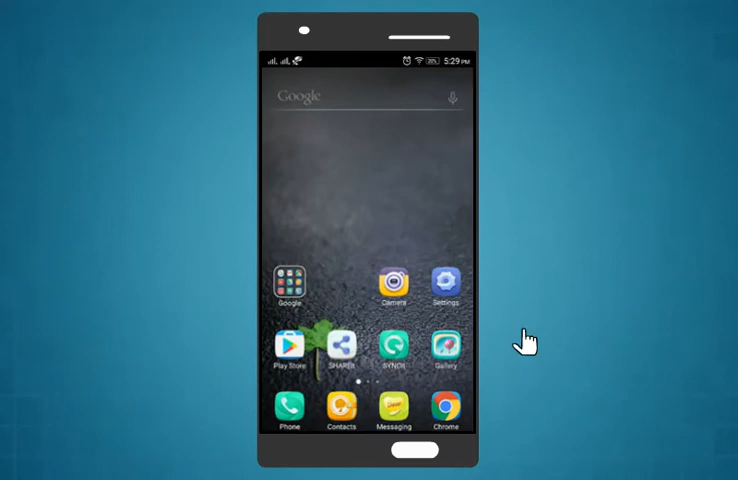 5:29 PM
Google
Google
Camera
Settings
Play Store
SHAREit
SYNCit
Gallery
Phone
Contacts
Messaging
Chrome